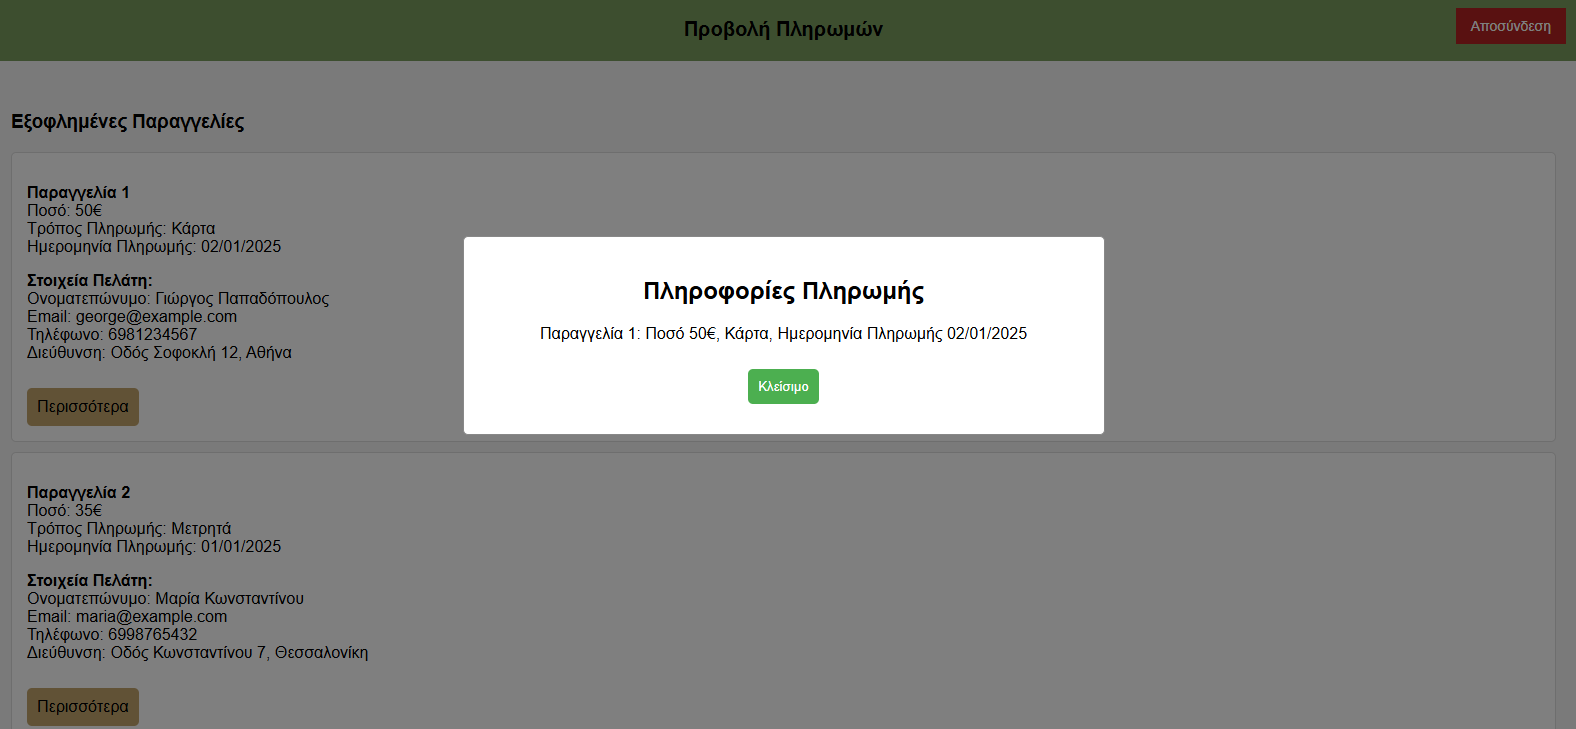 Προβολή Πληρωμών
Αποσύνδεση
Εξοφλημένες Παραγγελίες
Παραγγελία 1
Ποσό: 50€
Τρόπος Πληρωμής: Κάρτα
Ημερομηνία Πληρωμής: 02/01/2025
Στοιχεία Πελάτη:
Ονοματεπώνυμο: Γιώργος Παπαδόπουλος
Email: george@example.com
Τηλέφωνο: 6981234567
Διεύθυνση: Οδός Σοφοκλή 12, Αθήνα
Περισσότερα
Πληροφορίες Πληρωμής
Παραγγελία 1: Ποσό 50€, Κάρτα, Ημερομηνία Πληρωμής 02/01/2025
Κλείσιμο
Παραγγελία 2
Ποσό: 35€
Τρόπος Πληρωμής: Μετρητά
Ημερομηνία Πληρωμής: 01/01/2025
Στοιχεία Πελάτη:
Ονοματεπώνυμο: Μαρία Κωνσταντίνου
Email: maria@example.com
Τηλέφωνο: 6998765432
Διεύθυνση: Οδός Κωνσταντίνου 7, Θεσσαλονίκη
Περισσότερα